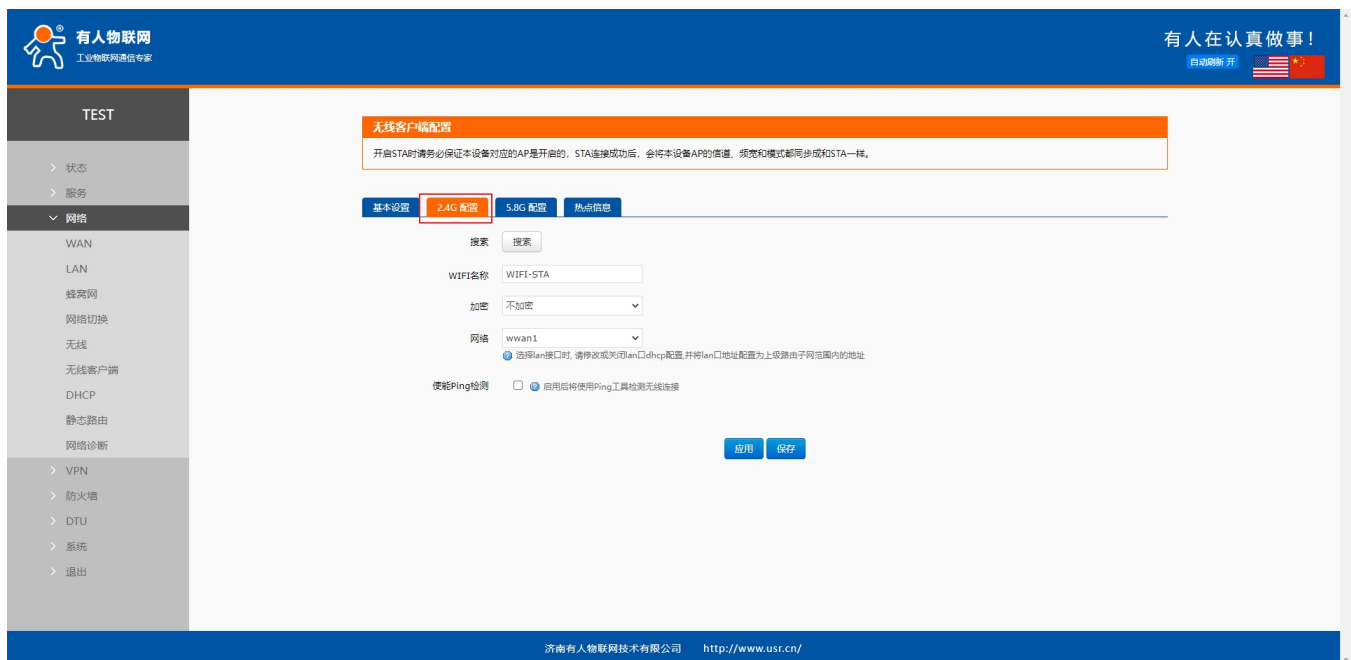 有人物联网
®
工业物联网通信专家
有人在认真做事！
自动刷新 开
TEST
状态
服务
网络
WAN
LAN
蜂窝网
网络切换
无线
无线客户端
DHCP
静态路由
网络诊断
VPN
防火墙
DTU
系统
退出
无线客户端配置
开启STA时请务必保证本设备对应的AP是开启的，STA连接成功后，会将本设备AP的信道、频宽和模式都同步成和STA一样。
基本设置 2.4G 配置 5.8G 配置 热点信息
搜索 搜索
WIFI名称 WIFI-STA
加密 不加密
网络 wwan1
选择lan接口时, 请修改或关闭lan口dhcp配置,并将lan口地址配置为上级路由子网范围内的地址
使能Ping检测 启用后将使用Ping工具检测无线连接
应用 保存
济南有人物联网技术有限公司 http://www.usr.cn/